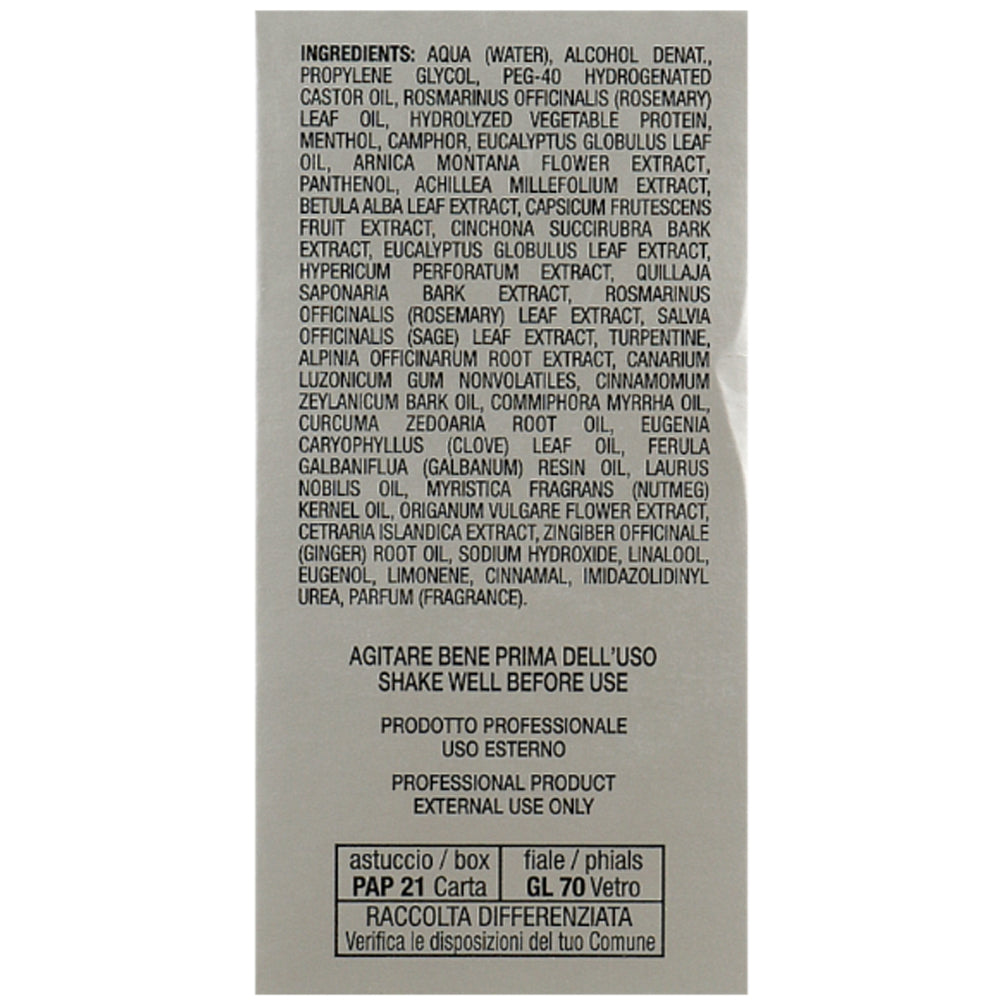 INGREDIENTS: AQUA (WATER), ALCOHOL DENAT.,
PROPYLENE GLYCOL, PEG-40 HYDROGENATED
CASTOR OIL, ROSMARINUS OFFICINALIS (ROSEMARY)
LEAF OIL, HYDROLYZED VEGETABLE PROTEIN,
MENTHOL, CAMPHOR, EUCALYPTUS GLOBULUS LEAF
OIL, ARNICA MONTANA FLOWER EXTRACT,
PANTHENOL, ACHILLEA MILLEFOLIUM EXTRACT,
BETULA ALBA LEAF EXTRACT, CAPSICUM FRUTESCENS
FRUIT EXTRACT, CINCHONA SUCCIRUBRA BARK
EXTRACT, EUCALYPTUS GLOBULUS LEAF EXTRACT,
HYPERICUM PERFORATUM EXTRACT, QUILLAJA
SAPONARIA BARK EXTRACT, ROSMARINUS
OFFICINALIS (ROSEMARY) LEAF EXTRACT, SALVIA
OFFICINALIS (SAGE) LEAF EXTRACT, TURPENTINE,
ALPINIA OFFICINARUM ROOT EXTRACT, CANARIUM
LUZONICUM GUM NONVOLATILES, CINNAMOMUM
ZEYLANICUM BARK OIL, COMMIPHORA MYRRHA OIL,
CURCUMA ZEDOARIA ROOT OIL, EUGENIA
CARYOPHYLLUS (CLOVE) LEAF OIL, FERULA
GALBANIFLUA (GALBANUM) RESIN OIL, LAURUS
NOBILIS OIL, MYRISTICA FRAGRANS (NUTMEG)
KERNEL OIL, ORIGANUM VULGARE FLOWER EXTRACT,
CETRARIA ISLANDICA EXTRACT, ZINGIBER OFFICINALE
(GINGER) ROOT OIL, SODIUM HYDROXIDE, LINALOOL,
EUGENOL, LIMONENE, CINNAMAL, IMIDAZOLIDINYL
UREA, PARFUM (FRAGRANCE).
AGITARE BENE PRIMA DELL'USO
SHAKE WELL BEFORE USE
PRODOTTO PROFESSIONALE
USO ESTERNO
PROFESSIONAL PRODUCT
EXTERNAL USE ONLY
astuccio / box fiale / phials
PAP 21 Carta GL 70 Vetro
RACCOLTA DIFFERENZIATA
Verifica le disposizioni del tuo Comune